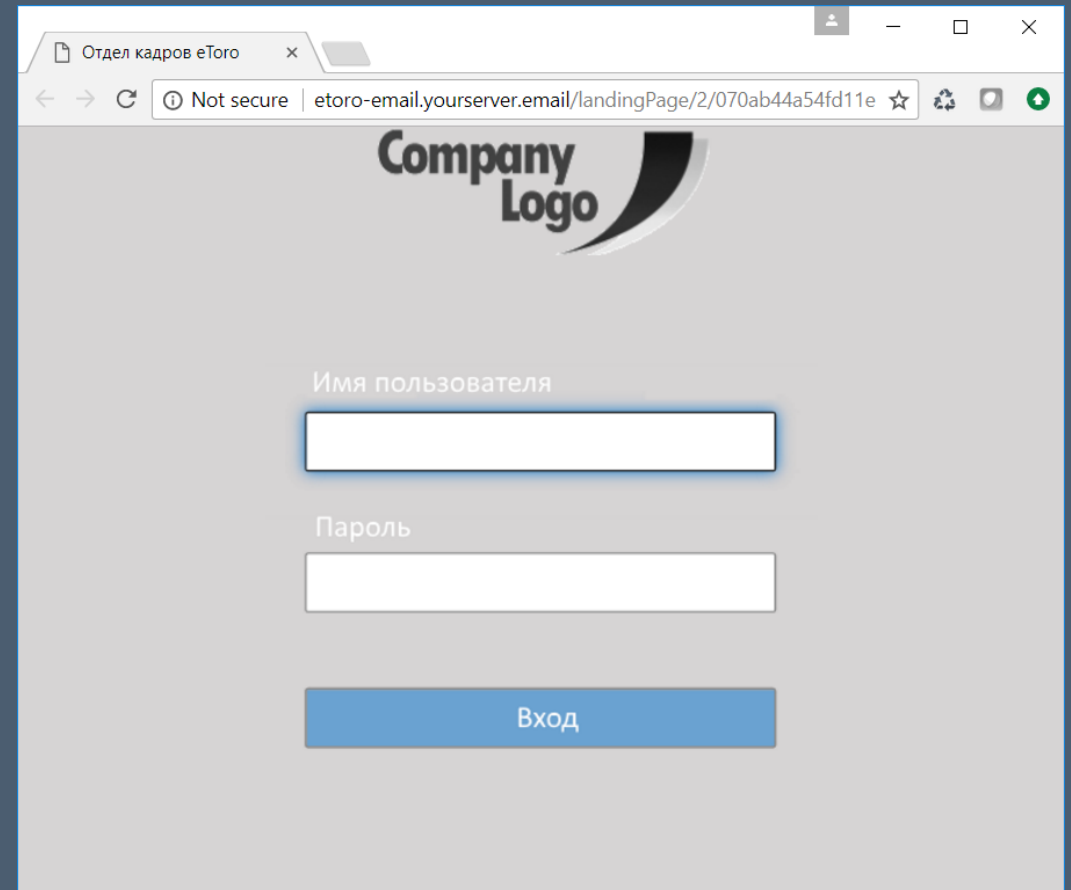 Отдел кадров eToro
Not secure etoro-email.yourserver.email/landingPage/2/070ab44a54fd11e
Company
Logo
Имя пользователя
Пароль
Вход